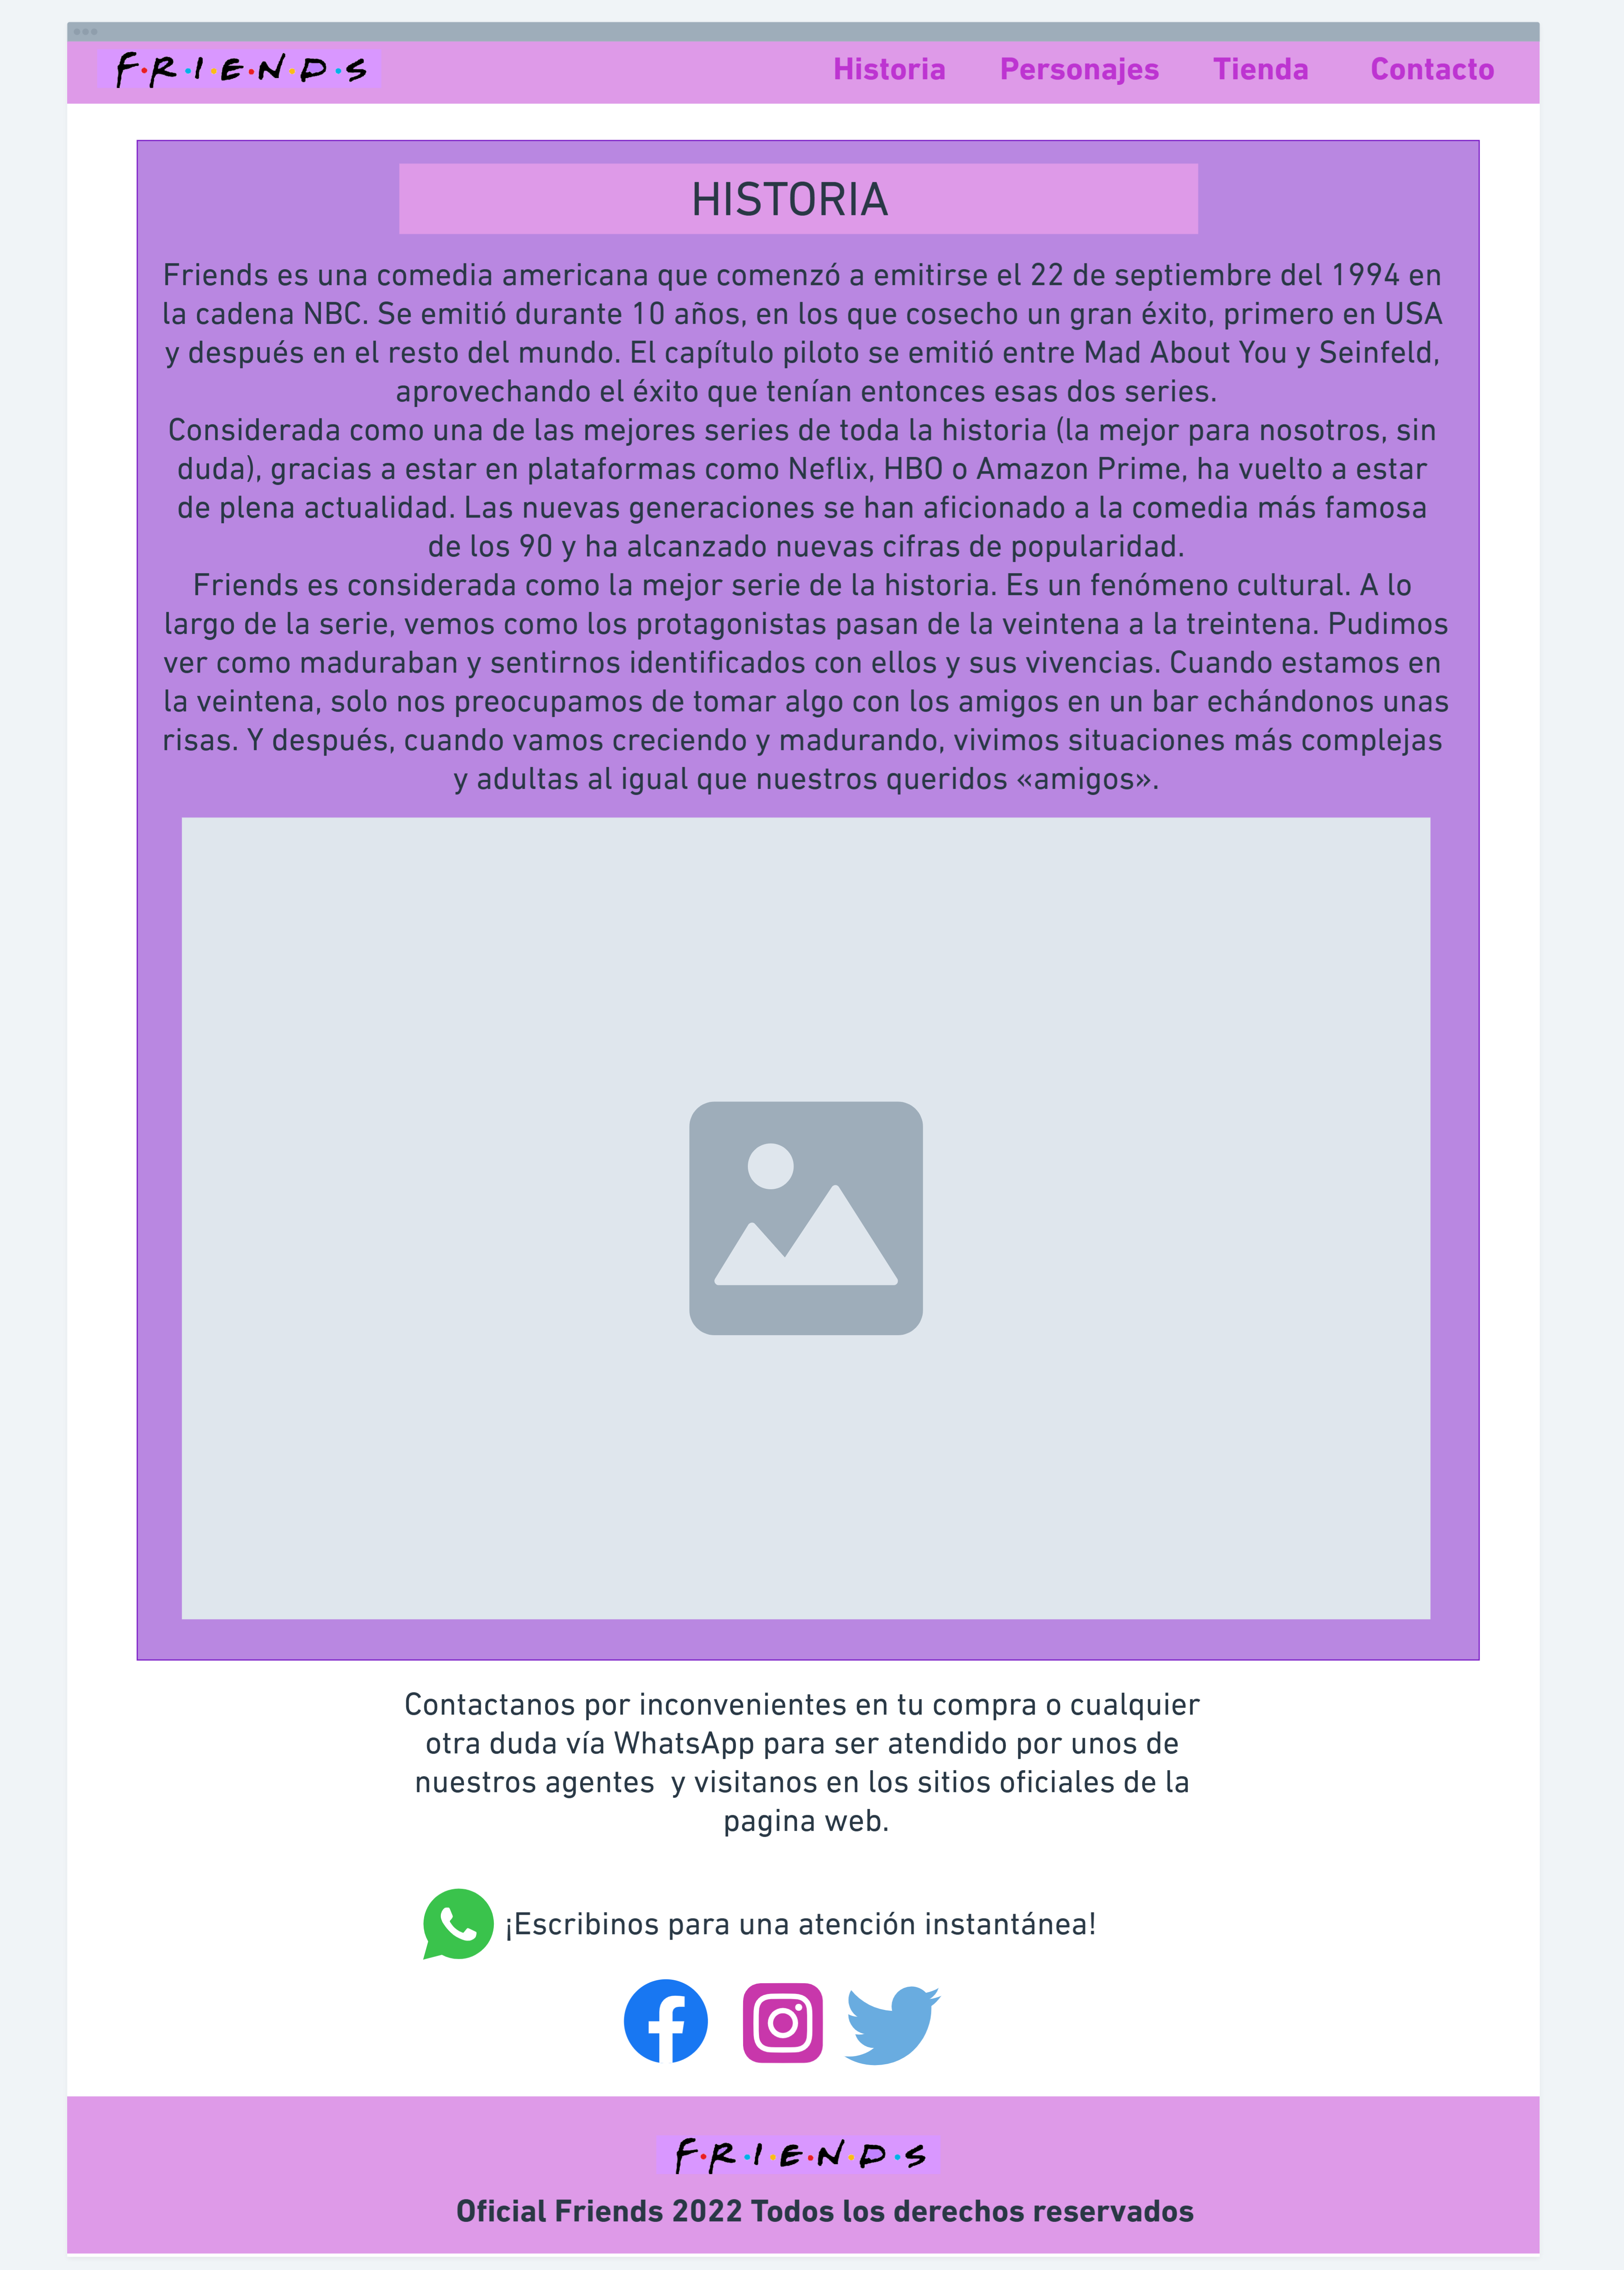 F·R·I·E·N·D·S
Historia Personajes Tienda Contacto
HISTORIA
Friends es una comedia americana que comenzó a emitirse el 22 de septiembre del 1994 en
la cadena NBC. Se emitió durante 10 años, en los que cosecho un gran éxito, primero en USA
y después en el resto del mundo. El capítulo piloto se emitió entre Mad About You y Seinfeld,
aprovechando el éxito que tenían entonces esas dos series.
Considerada como una de las mejores series de toda la historia (la mejor para nosotros, sin
duda), gracias a estar en plataformas como Neflix, HBO o Amazon Prime, ha vuelto a estar
de plena actualidad. Las nuevas generaciones se han aficionado a la comedia más famosa
de los 90 y ha alcanzado nuevas cifras de popularidad.
Friends es considerada como la mejor serie de la historia. Es un fenómeno cultural. A lo
largo de la serie, vemos como los protagonistas pasan de la veintena a la treintena. Pudimos
ver como maduraban y sentirnos identificados con ellos y sus vivencias. Cuando estamos en
la veintena, solo nos preocupamos de tomar algo con los amigos en un bar echándonos unas
risas. Y después, cuando vamos creciendo y madurando, vivimos situaciones más complejas
y adultas al igual que nuestros queridos «amigos».
Contactanos por inconvenientes en tu compra o cualquier
otra duda vía WhatsApp para ser atendido por unos de
nuestros agentes  y visitanos en los sitios oficiales de la
pagina web.
¡Escribinos para una atención instantánea!
F·R·I·E·N·D·S
Oficial Friends 2022 Todos los derechos reservados